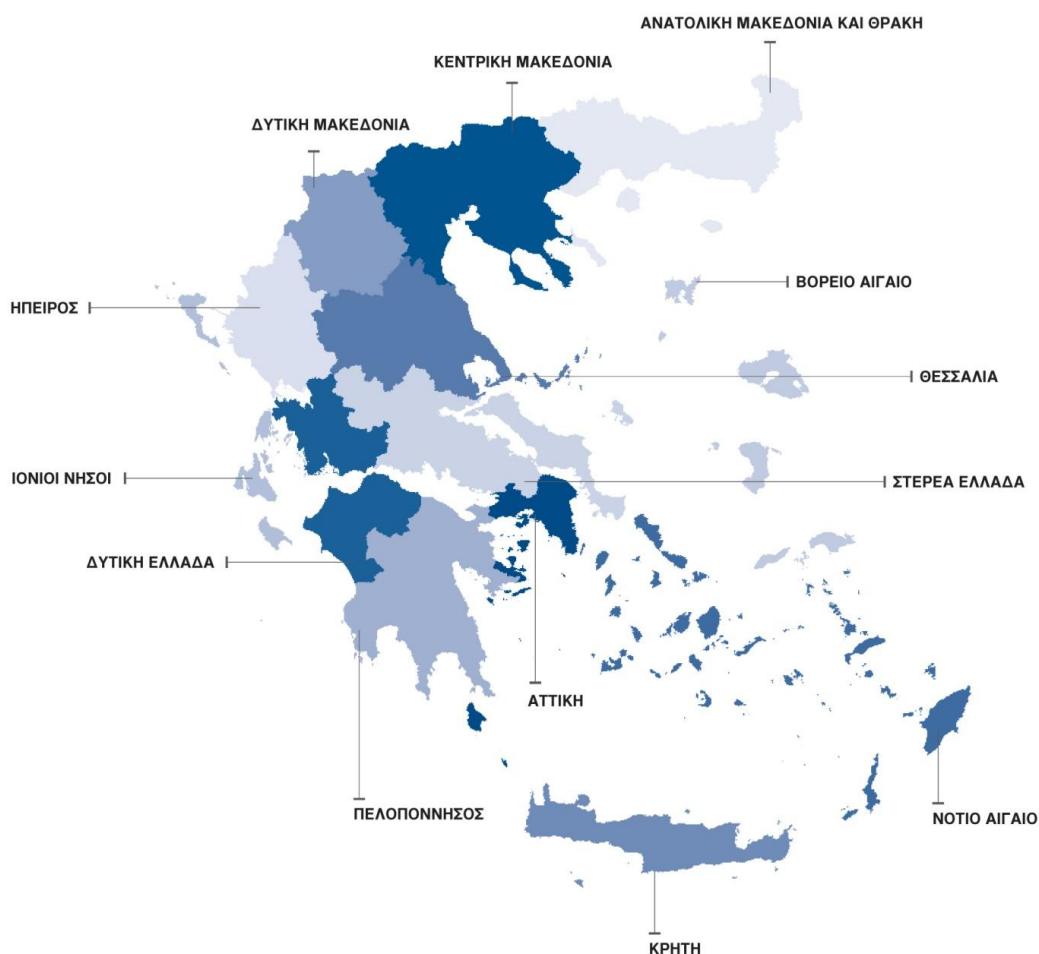 ΑΝΑΤΟΛΙΚΗ ΜΑΚΕΔΟΝΙΑ ΚΑΙ ΘΡΑΚΗ
ΚΕΝΤΡΙΚΗ ΜΑΚΕΔΟΝΙΑ
ΔΥΤΙΚΗ ΜΑΚΕΔΟΝΙΑ
ΒΟΡΕΙΟ ΑΙΓΑΙΟ
ΗΠΕΙΡΟΣ
ΘΕΣΣΑΛΙΑ
ΙΟΝΙΟΙ ΝΗΣΟΙ
ΣΤΕΡΕΑ ΕΛΛΑΔΑ
ΔΥΤΙΚΗ ΕΛΛΑΔΑ
ΑΤΤΙΚΗ
ΠΕΛΟΠΟΝΝΗΣΟΣ
ΝΟΤΙΟ ΑΙΓΑΙΟ
ΚΡΗΤΗ